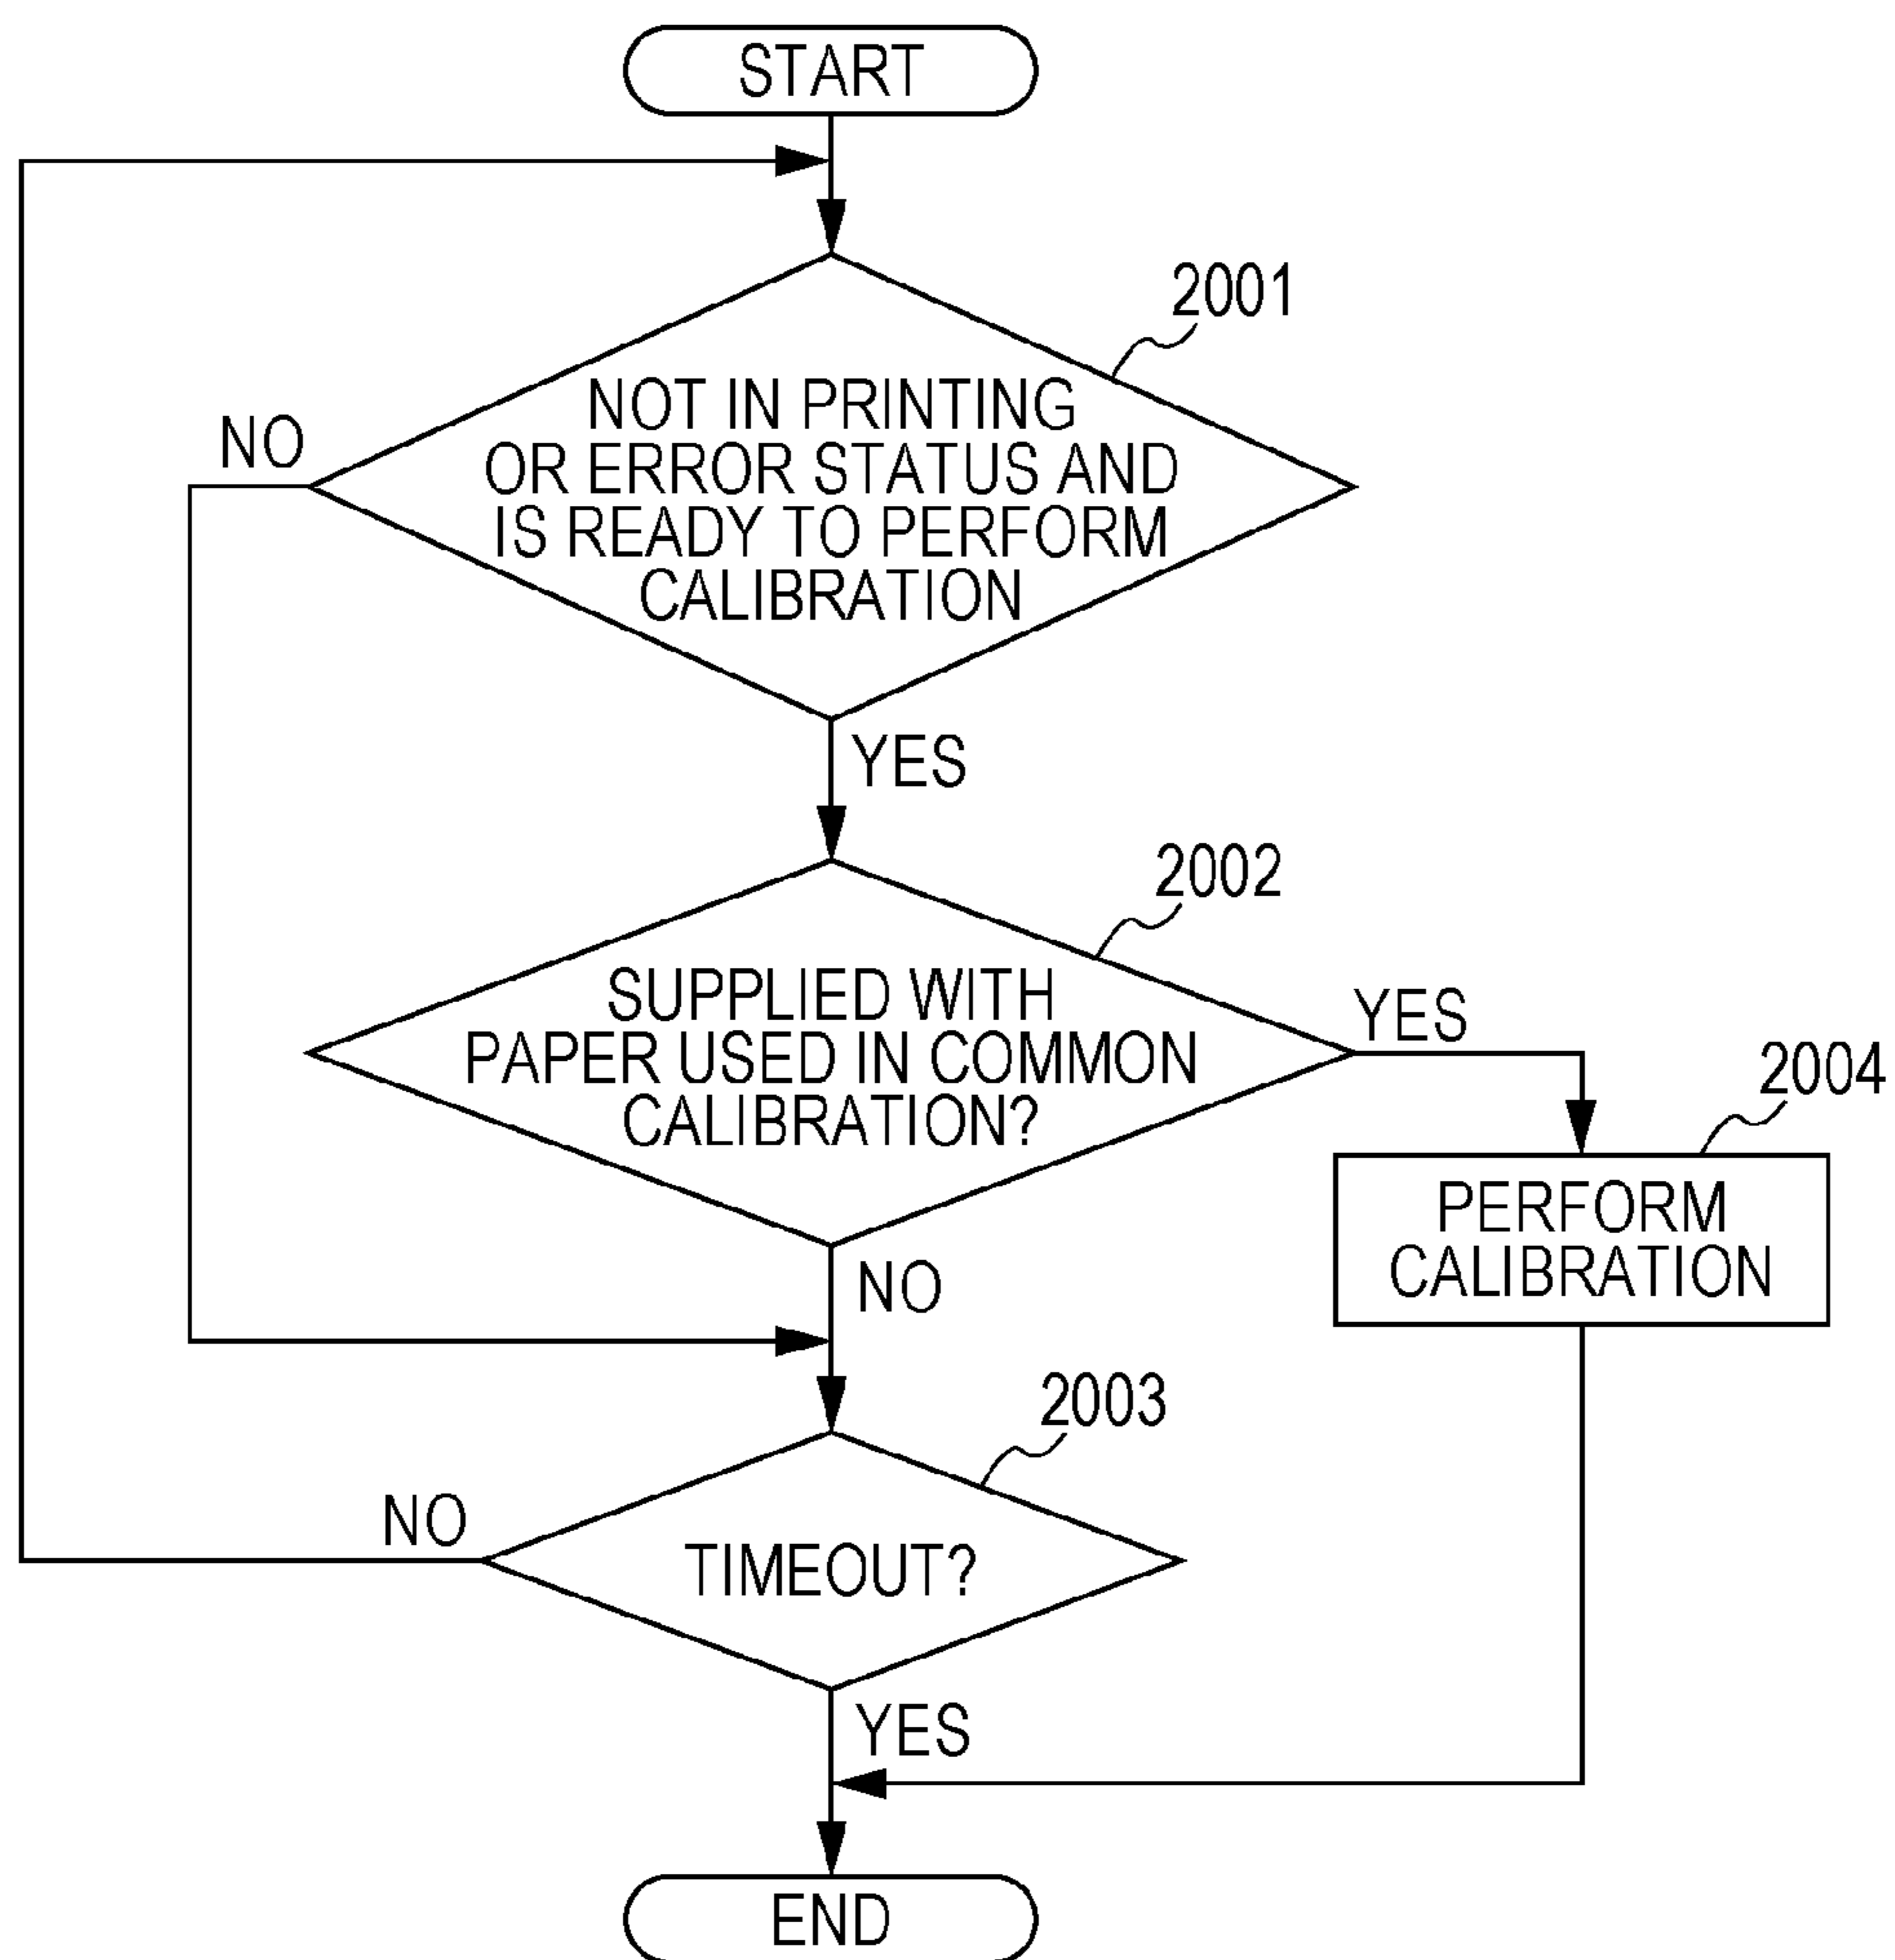 START
2001
NOT IN PRINTING
OR ERROR STATUS AND
IS READY TO PERFORM
CALIBRATION
NO
YES
2002
SUPPLIED WITH
PAPER USED IN COMMON
CALIBRATION?
YES
2004
PERFORM
CALIBRATION
NO
2003
TIMEOUT?
NO
YES
END